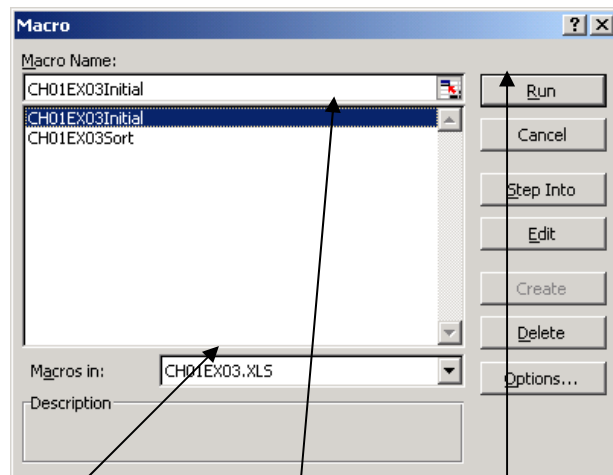 Macro
Macro Name:
CH01EX03Initial
CH01EX03Initial
CH01EX03Sort
Run
Cancel
Step Into
Edit
Create
Delete
Options...
Macros in:
CH01EX03.XLS
Description